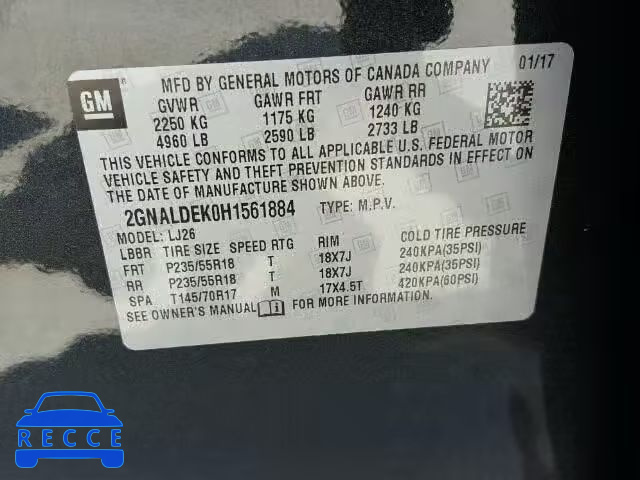 GM
MFD BY GENERAL MOTORS OF CANADA COMPANY 01/17
GVWR GAWR FRT GAWR RR
2250 KG 1175 KG 1240 KG
4960 LB 2590 LB 2733 LB
THIS VEHICLE CONFORMS TO ALL APPLICABLE U.S. FEDERAL MOTOR
VEHICLE SAFETY AND THEFT PREVENTION STANDARDS IN EFFECT ON
THE DATE OF MANUFACTURE SHOWN ABOVE.
2GNALDEK0H1561884 TYPE: M.P.V.
MODEL: LJ26
LBBR TIRE SIZE SPEED RTG RIM COLD TIRE PRESSURE
FRT P235/55R18 T 18X7J 240KPA(35PSI)
RR P235/55R18 T 18X7J 240KPA(35PSI)
SPA T145/70R17 M 17X4.5T 420KPA(60PSI)
SEE OWNER'S MANUAL FOR MORE INFORMATION.
RECCE